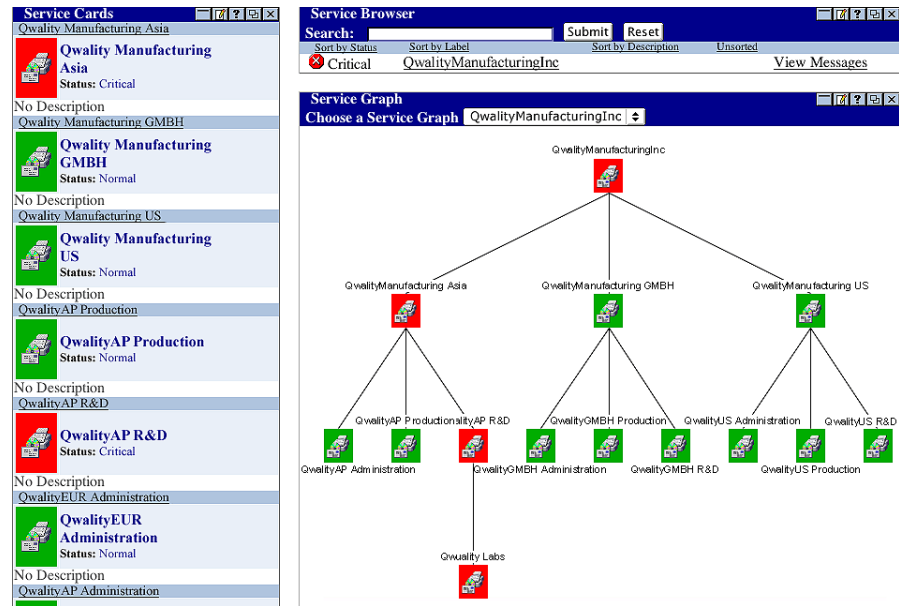 Service Cards
Qwality Manufacturing Asia
Qwality Manufacturing
Asia
Status: Critical
No Description
Qwality Manufacturing GMBH
Qwality Manufacturing
GMBH
Status: Normal
No Description
Qwality Manufacturing US
Qwality Manufacturing
US
Status: Normal
No Description
QwalityAP Production
QwalityAP Production
Status: Normal
No Description
QwalityAP R&D
QwalityAP R&D
Status: Critical
No Description
QwalityEUR Administration
QwalityEUR
Administration
Status: Normal
No Description
QwalityAP Administration
Service Browser
Search: Submit Reset
Sort by Status Sort by Label Sort by Description Unsorted
Critical QwalityManufacturingInc View Messages
Service Graph
Choose a Service Graph QwalityManufacturingInc
QwalityManufacturingInc
QwalityManufacturing Asia QwalityManufacturing GMBH QwalityManufacturing US
QwalityAP Productionality AP R&D QwalityGMBH Production QwalityUS Administration QwalityUS R&D
QwalityAP Administration QwalityGMBH Administration QwalityGMBH R&D QwalityUS Production
Qwuality Labs